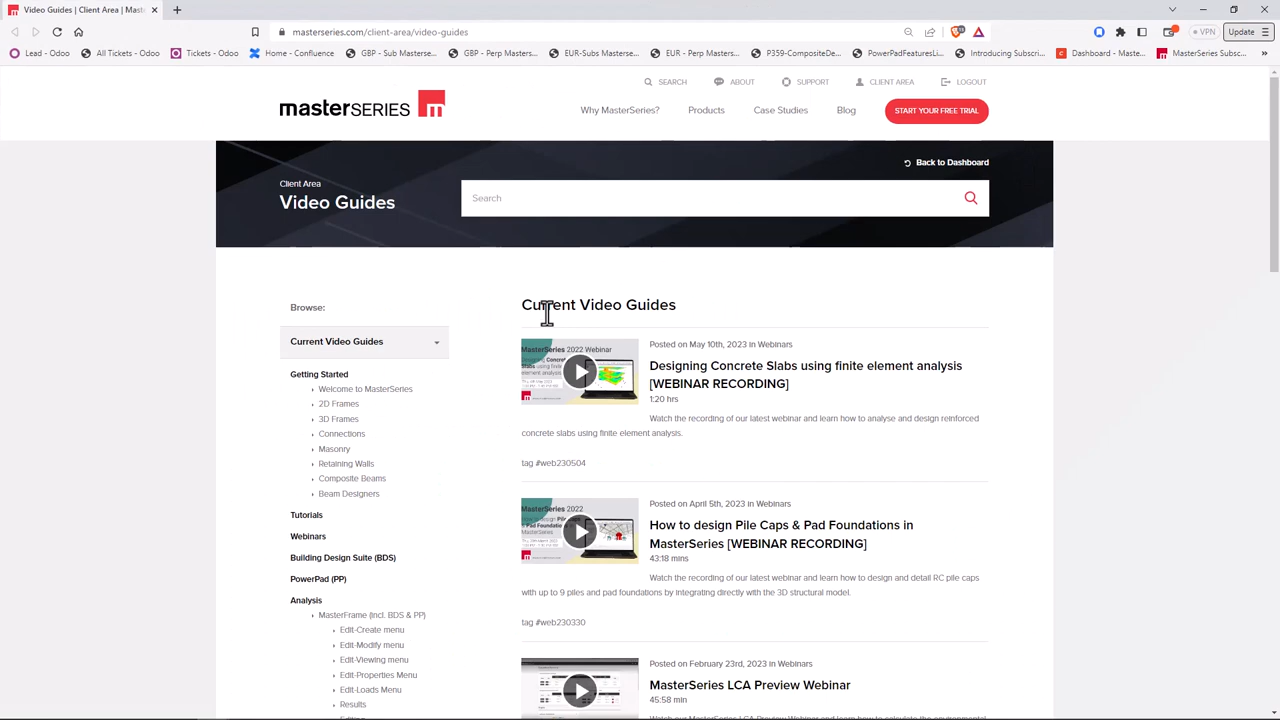 Video Guides | Client Area | Maste
masterseries.com/client-area/video-guides
VPN
Update
Lead - Odoo
All Tickets - Odoo
Tickets - Odoo
Home - Confluence
GBP - Sub Masterse...
GBP - Perp Masters...
EUR-Subs Masterse...
EUR - Perp Masters...
P359-CompositeDe...
PowerPadFeaturesLi...
Introducing Subscri...
Dashboard - Maste...
MasterSeries Subsc...
SEARCH
ABOUT
SUPPORT
CLIENT AREA
LOGOUT
masterSERIES m
Why MasterSeries?
Products
Case Studies
Blog
START YOUR FREE TRIAL
Back to Dashboard
Client Area
Video Guides
Search
Browse:
Current Video Guides
Getting Started
Welcome to MasterSeries
2D Frames
3D Frames
Connections
Masonry
Retaining Walls
Composite Beams
Beam Designers
Tutorials
Webinars
Building Design Suite (BDS)
PowerPad (PP)
Analysis
MasterFrame (incl. BDS & PP)
Edit-Create menu
Edit-Modify menu
Edit-Viewing menu
Edit-Properties Menu
Edit-Loads Menu
Results
Current Video Guides
MasterSeries 2022 Webinar
Posted on May 10th, 2023 in Webinars
Designing Concrete Slabs using finite element analysis
[WEBINAR RECORDING]
1:20 hrs
Watch the recording of our latest webinar and learn how to analyse and design reinforced
concrete slabs using finite element analysis.
tag #web230504
MasterSeries 2022
Posted on April 5th, 2023 in Webinars
How to design Pile Caps & Pad Foundations in
MasterSeries [WEBINAR RECORDING]
43:18 mins
Watch the recording of our latest webinar and learn how to design and detail RC pile caps
with up to 9 piles and pad foundations by integrating directly with the 3D structural model.
tag #web230330
Posted on February 23rd, 2023 in Webinars
MasterSeries LCA Preview Webinar
45:58 min